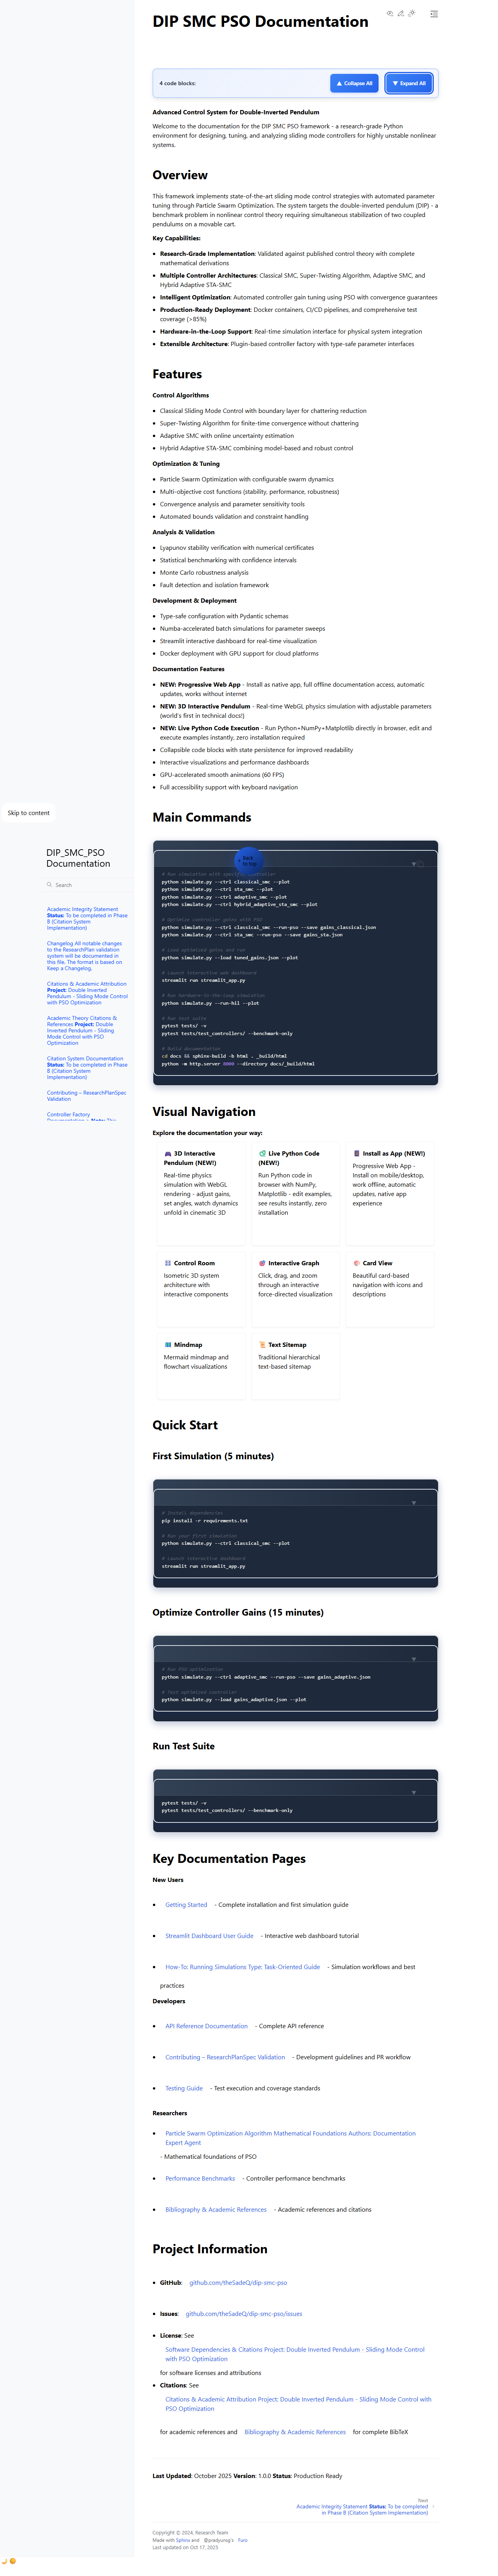 DIP SMC PSO Documentation
4 code blocks:
▲ Collapse All
▼ Expand All
Advanced Control System for Double-Inverted Pendulum
Welcome to the documentation for the DIP SMC PSO framework - a research-grade Python
environment for designing, tuning, and analyzing sliding mode controllers for highly unstable nonlinear
systems.
Overview
This framework implements state-of-the-art sliding mode control strategies with automated parameter
tuning through Particle Swarm Optimization. The system targets the double-inverted pendulum (DIP) - a
benchmark problem in nonlinear control theory requiring simultaneous stabilization of two coupled
pendulums on a movable cart.
Key Capabilities:
• Research-Grade Implementation: Validated against published control theory with complete
mathematical derivations
• Multiple Controller Architectures: Classical SMC, Super-Twisting Algorithm, Adaptive SMC, and
Hybrid Adaptive STA-SMC
• Intelligent Optimization: Automated controller gain tuning using PSO with convergence guarantees
• Production-Ready Deployment: Docker containers, CI/CD pipelines, and comprehensive test
coverage (>85%)
• Hardware-in-the-Loop Support: Real-time simulation interface for physical system integration
• Extensible Architecture: Plugin-based controller factory with type-safe parameter interfaces
Features
Control Algorithms
• Classical Sliding Mode Control with boundary layer for chattering reduction
• Super-Twisting Algorithm for finite-time convergence without chattering
• Adaptive SMC with online uncertainty estimation
• Hybrid Adaptive STA-SMC combining model-based and robust control
Optimization & Tuning
• Particle Swarm Optimization with configurable swarm dynamics
• Multi-objective cost functions (stability, performance, robustness)
• Convergence analysis and parameter sensitivity tools
• Automated bounds validation and constraint handling
Analysis & Validation
• Lyapunov stability verification with numerical certificates
• Statistical benchmarking with confidence intervals
• Monte Carlo robustness analysis
• Fault detection and isolation framework
Development & Deployment
• Type-safe configuration with Pydantic schemas
• Numba-accelerated batch simulations for parameter sweeps
• Streamlit interactive dashboard for real-time visualization
• Docker deployment with GPU support for cloud platforms
Documentation Features
• NEW: Progressive Web App - Install as native app, full offline documentation access, automatic
updates, works without internet
• NEW: 3D Interactive Pendulum - Real-time WebGL physics simulation with adjustable parameters
(world's first in technical docs!)
• NEW: Live Python Code Execution - Run Python+NumPy+Matplotlib directly in browser, edit and
execute examples instantly, zero installation required
• Collapsible code blocks with state persistence for improved readability
• Interactive visualizations and performance dashboards
• GPU-accelerated smooth animations (60 FPS)
• Full accessibility support with keyboard navigation
Skip to content
DIP_SMC_PSO
Documentation
Search
Academic Integrity Statement
Status: To be completed in Phase
B (Citation System
Implementation)
Changelog All notable changes
to the ResearchPlan validation
system will be documented in
this file. The format is based on
Keep a Changelog,
Citations & Academic Attribution
Project: Double Inverted
Pendulum - Sliding Mode Control
with PSO Optimization
Academic Theory Citations &
References Project: Double
Inverted Pendulum - Sliding
Mode Control with PSO
Optimization
Citation System Documentation
Status: To be completed in Phase
B (Citation System
Implementation)
Contributing – ResearchPlanSpec
Validation
Controller Factory
Main Commands
Back
To top
# Run simulation with specific controller
python simulate.py --ctrl classical_smc --plot
python simulate.py --ctrl sta_smc --plot
python simulate.py --ctrl adaptive_smc --plot
python simulate.py --ctrl hybrid_adaptive_sta_smc --plot
# Optimize controller gains with PSO
python simulate.py --ctrl classical_smc --run-pso --save gains_classical.json
python simulate.py --ctrl sta_smc --run-pso --save gains_sta.json
# Load optimized gains and run
python simulate.py --load tuned_gains.json --plot
# Launch interactive web dashboard
streamlit run streamlit_app.py
# Run hardware-in-the-loop simulation
python simulate.py --run-hil --plot
# Run test suite
pytest tests/ -v
pytest tests/test_controllers/ --benchmark-only
# Build documentation
cd docs && sphinx-build -b html . _build/html
python -m http.server 8000 --directory docs/_build/html
Visual Navigation
Explore the documentation your way:
🎮 3D Interactive
Pendulum (NEW!)
Real-time physics
simulation with WebGL
rendering - adjust gains,
set angles, watch dynamics
unfold in cinematic 3D
Live Python Code
(NEW!)
Run Python code in
browser with NumPy,
Matplotlib - edit examples,
see results instantly, zero
installation
Install as App (NEW!)
Progressive Web App -
Install on mobile/desktop,
work offline, automatic
updates, native app
experience
Control Room
Isometric 3D system
architecture with
interactive components
Interactive Graph
Click, drag, and zoom
through an interactive
force-directed visualization
Card View
Beautiful card-based
navigation with icons and
descriptions
Mindmap
Mermaid mindmap and
flowchart visualizations
Text Sitemap
Traditional hierarchical
text-based sitemap
Quick Start
First Simulation (5 minutes)
# Install dependencies
pip install -r requirements.txt
# Run your first simulation
python simulate.py --ctrl classical_smc --plot
# Launch interactive dashboard
streamlit run streamlit_app.py
Optimize Controller Gains (15 minutes)
# Run PSO optimization
python simulate.py --ctrl adaptive_smc --run-pso --save gains_adaptive.json
# Test optimized controller
python simulate.py --load gains_adaptive.json --plot
Run Test Suite
pytest tests/ -v
pytest tests/test_controllers/ --benchmark-only
Key Documentation Pages
New Users
• Getting Started - Complete installation and first simulation guide
• Streamlit Dashboard User Guide - Interactive web dashboard tutorial
• How-To: Running Simulations Type: Task-Oriented Guide - Simulation workflows and best
practices
Developers
• API Reference Documentation - Complete API reference
• Contributing – ResearchPlanSpec Validation - Development guidelines and PR workflow
• Testing Guide - Test execution and coverage standards
Researchers
• Particle Swarm Optimization Algorithm Mathematical Foundations Authors: Documentation
Expert Agent
- Mathematical foundations of PSO
• Performance Benchmarks - Controller performance benchmarks
• Bibliography & Academic References - Academic references and citations
Project Information
• GitHub: github.com/theSadeQ/dip-smc-pso
• Issues: github.com/theSadeQ/dip-smc-pso/issues
• License: See
Software Dependencies & Citations Project: Double Inverted Pendulum - Sliding Mode Control
with PSO Optimization
for software licenses and attributions
• Citations: See
Citations & Academic Attribution Project: Double Inverted Pendulum - Sliding Mode Control with
PSO Optimization
for academic references and Bibliography & Academic References for complete BibTeX
Last Updated: October 2025 Version: 1.0.0 Status: Production Ready
Next
Academic Integrity Statement Status: To be completed
in Phase B (Citation System Implementation)
Copyright © 2024, Research Team
Made with Sphinx and @pradyunsg's Furo
Last updated on Oct 17, 2025